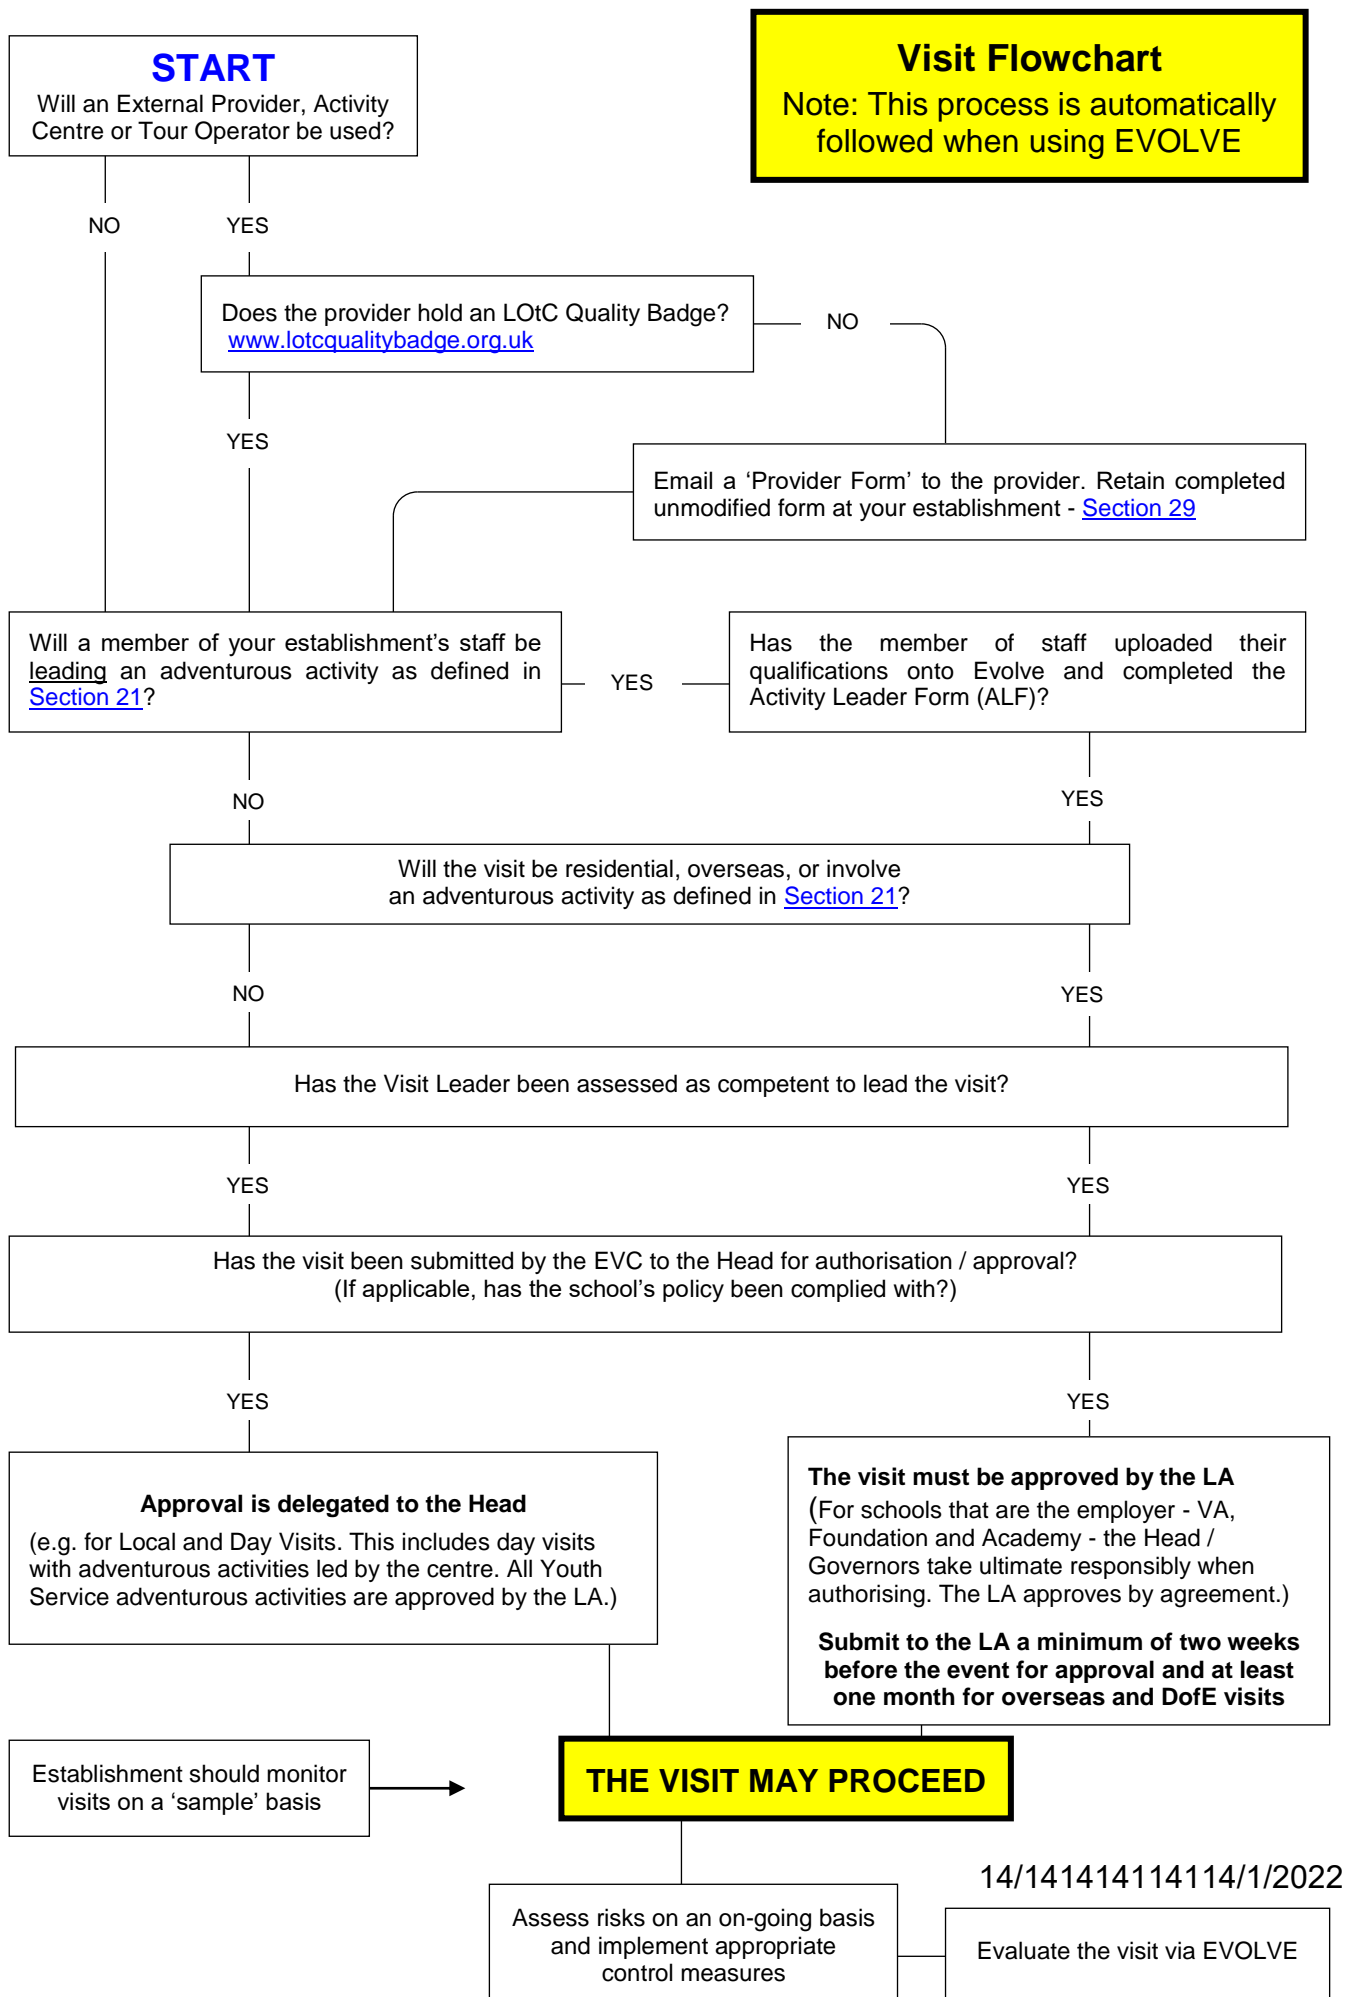 START
Will an External Provider, Activity
Centre or Tour Operator be used?
Visit Flowchart
Note: This process is automatically
followed when using EVOLVE
NO
YES
Does the provider hold an LOtC Quality Badge?
www.lotcqualitybadge.org.uk
NO
YES
Email a ‘Provider Form’ to the provider. Retain completed
unmodified form at your establishment - Section 29
Will a member of your establishment’s staff be
leading an adventurous activity as defined in
Section 21?
YES
Has the member of staff uploaded their
qualifications onto Evolve and completed the
Activity Leader Form (ALF)?
NO
YES
Will the visit be residential, overseas, or involve
an adventurous activity as defined in Section 21?
NO
YES
Has the Visit Leader been assessed as competent to lead the visit?
YES
YES
Has the visit been submitted by the EVC to the Head for authorisation / approval?
(If applicable, has the school’s policy been complied with?)
YES
YES
Approval is delegated to the Head
(e.g. for Local and Day Visits. This includes day visits
with adventurous activities led by the centre. All Youth
Service adventurous activities are approved by the LA.)
The visit must be approved by the LA
(For schools that are the employer - VA,
Foundation and Academy - the Head /
Governors take ultimate responsibly when
authorising. The LA approves by agreement.)
Submit to the LA a minimum of two weeks
before the event for approval and at least
one month for overseas and DofE visits
Establishment should monitor
visits on a ‘sample’ basis
THE VISIT MAY PROCEED
14/141414114114/1/2022
Assess risks on an on-going basis
and implement appropriate
control measures
Evaluate the visit via EVOLVE